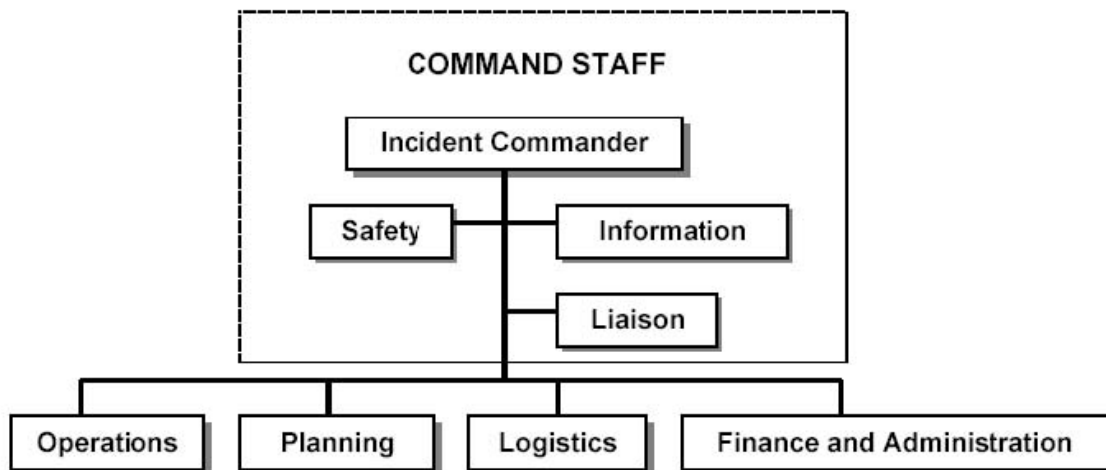 COMMAND STAFF
Incident Commander
Safety
Information
Liaison
Operations
Planning
Logistics
Finance and Administration